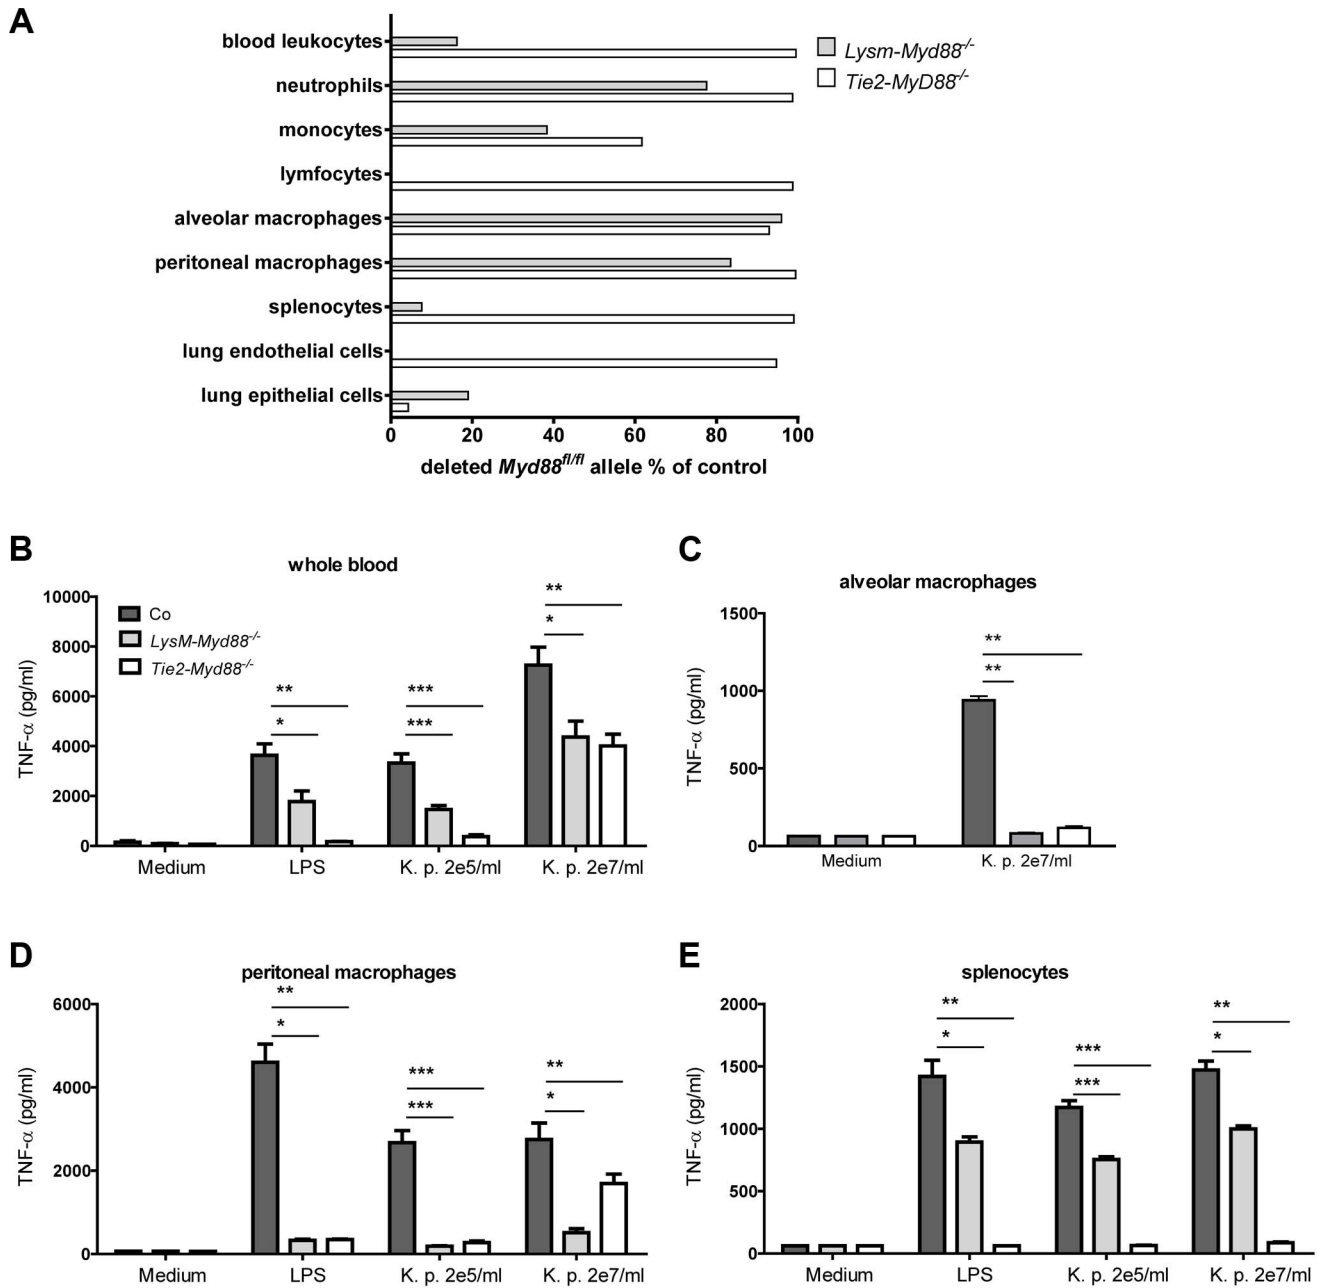 A
blood leukocytes
neutrophils
monocytes
lymfocytes
alveolar macrophages
peritoneal macrophages
splenocytes
lung endothelial cells
lung epithelial cells
0 20 40 60 80 100
deleted Myd88fl/fl allele % of control
Lysm-Myd88-/-
Tie2-MyD88-/-
B
whole blood
10000
8000
6000
4000
2000
0
TNF-α (pg/ml)
Co
LysM-Myd88-/-
Tie2-Myd88-/-
**
*
***
***
**
*
Medium LPS K. p. 2e5/ml K. p. 2e7/ml
C
alveolar macrophages
1500
1000
500
0
TNF-α (pg/ml)
**
**
Medium K. p. 2e7/ml
D
peritoneal macrophages
6000
4000
2000
0
TNF-α (pg/ml)
**
*
***
***
**
*
Medium LPS K. p. 2e5/ml K. p. 2e7/ml
E
splenocytes
2000
1500
1000
500
0
TNF-α (pg/ml)
**
*
***
***
**
*
Medium LPS K. p. 2e5/ml K. p. 2e7/ml